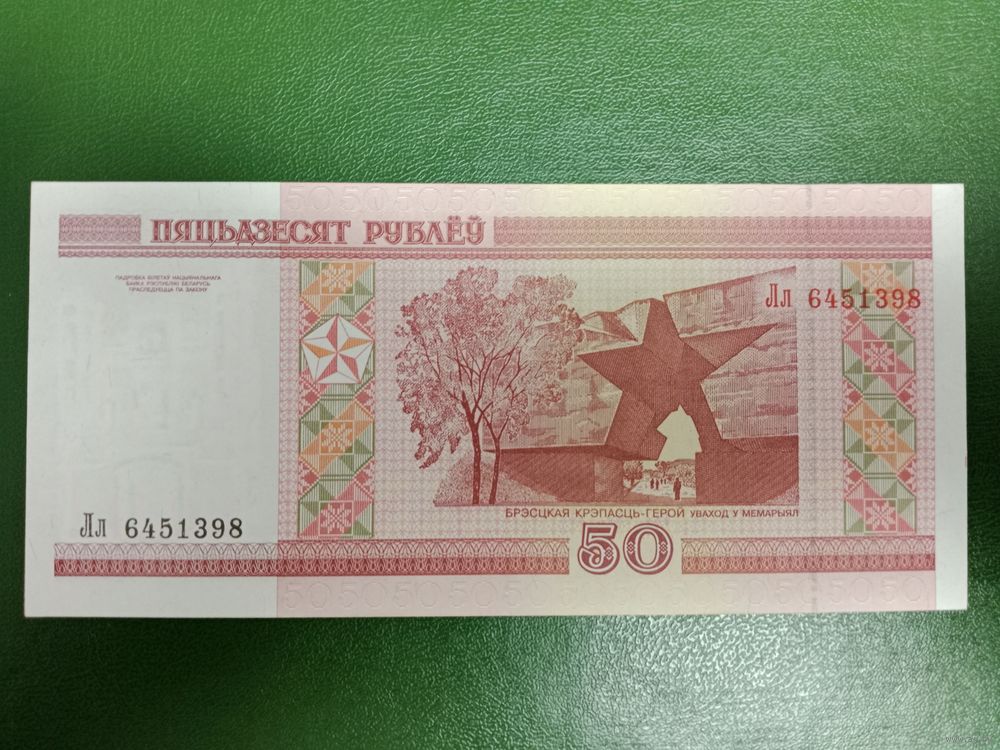 ПЯЦЬДЗЕСЯТ РУБЛЁЎ
ПАДРОБКА БІЛЕТАЎ НАЦЫЯНАЛЬНАГА
БАНКА РЭСПУБЛІКІ БЕЛАРУСЬ
ПРАСЛЕДУЕЦЦА ПА ЗАКОНУ
Лл 6451398
Лл 6451398
БРЭСЦКАЯ КРЭПАСЦЬ-ГЕРОЙ УВАХОД У МЕМАРЫЯЛ
50